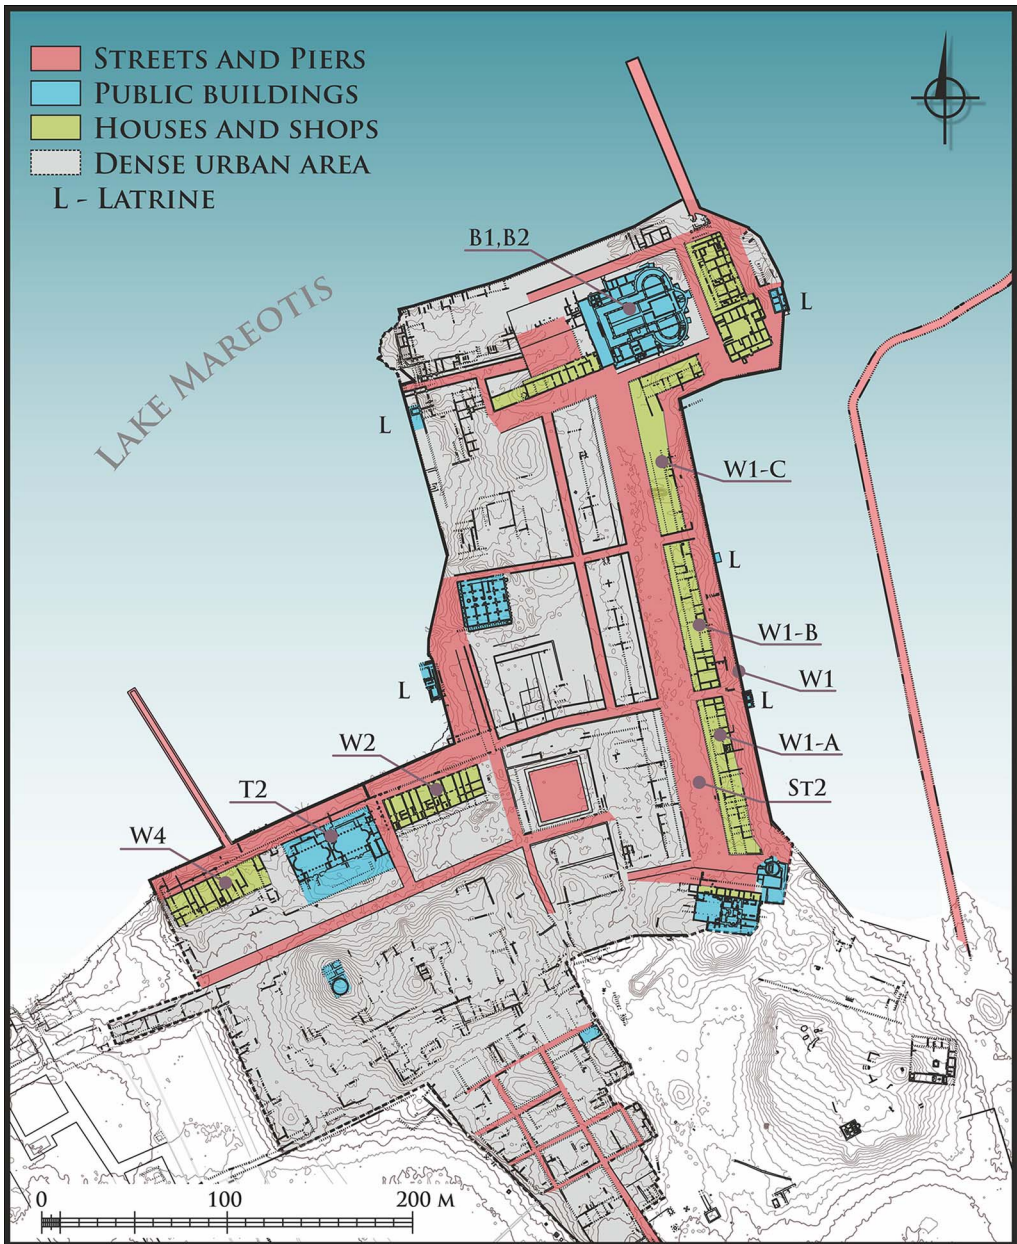 STREETS AND PIERS
PUBLIC BUILDINGS
HOUSES AND SHOPS
DENSE URBAN AREA
L - LATRINE
B1,B2
L
LAKE MAREOTIS
L
W1-C
L
W1-B
W1
L
L
W2
W1-A
T2
ST2
W4
0 100 200 M